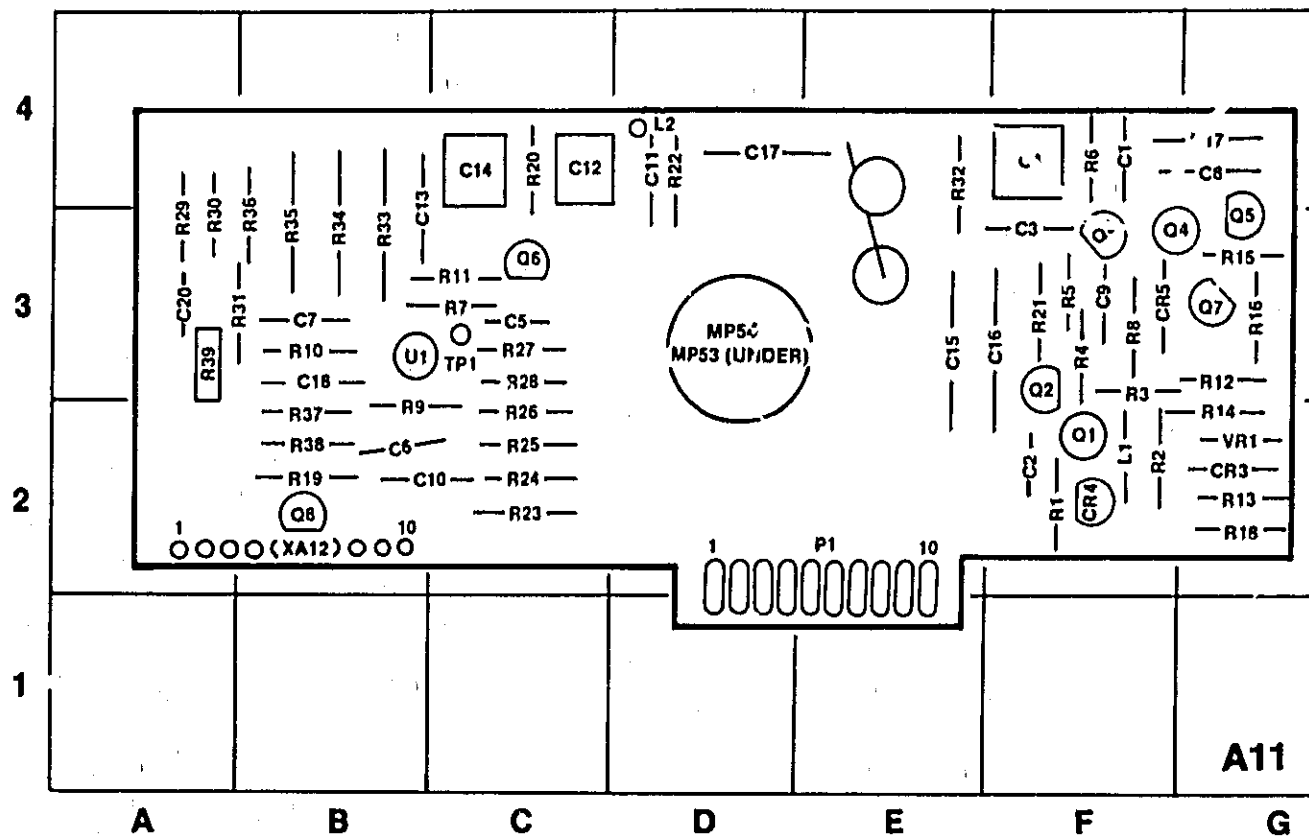 4
L2
C14
R20
C12
C11
R22
C17
R32
R6
C1
C8
R29
R30
R36
R35
R34
R33
C13
C3
Q4
Q5
R15
Q6
R11
R7
C5
C20
R31
C7
R10
U1
TP1
R27
R39
C18
R28
3
MP53 (UNDER)
C15
C16
R21
R5
C9
R8
CR5
Q7
R16
R4
R12
Q2
R3
R37
R9
R26
R14
R38
C6
R25
Q1
VR1
C2
L1
R2
CR3
R19
C10
R24
R13
2
Q8
R23
R1
CR4
R18
1
(XA12)
10
1
P1
10
1
A11
A
B
C
D
E
F
G